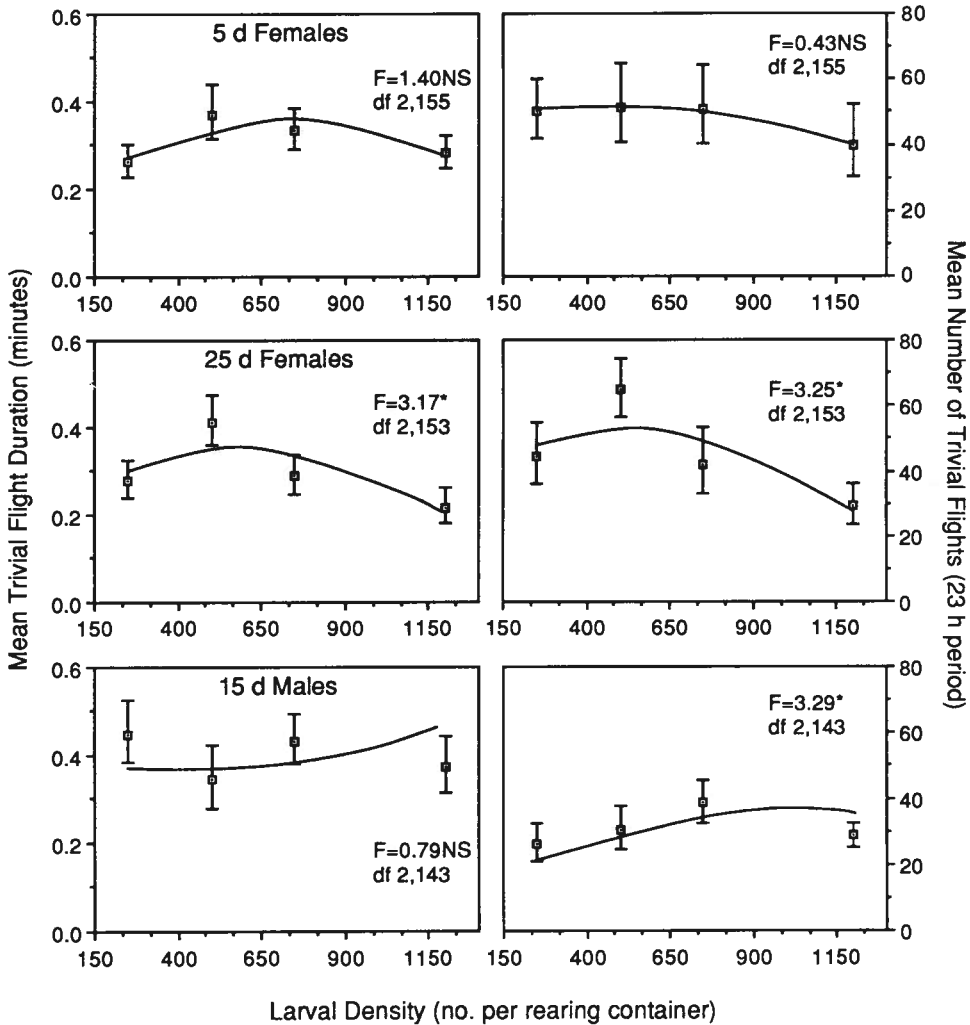 Mean Trivial Flight Duration (minutes)
Mean Number of Trivial Flights (23 h period)
5 d Females
F=1.40NS
df 2,155
0.6
0.4
0.2
0.0
150 400 650 900 1150
F=0.43NS
df 2,155
80
60
40
20
0
150 400 650 900 1150
25 d Females
F=3.17*
df 2,153
0.6
0.4
0.2
0.0
150 400 650 900 1150
F=3.25*
df 2,153
80
60
40
20
0
150 400 650 900 1150
15 d Males
F=0.79NS
df 2,143
0.6
0.4
0.2
0.0
150 400 650 900 1150
F=3.29*
df 2,143
80
60
40
20
0
150 400 650 900 1150
Larval Density (no. per rearing container)